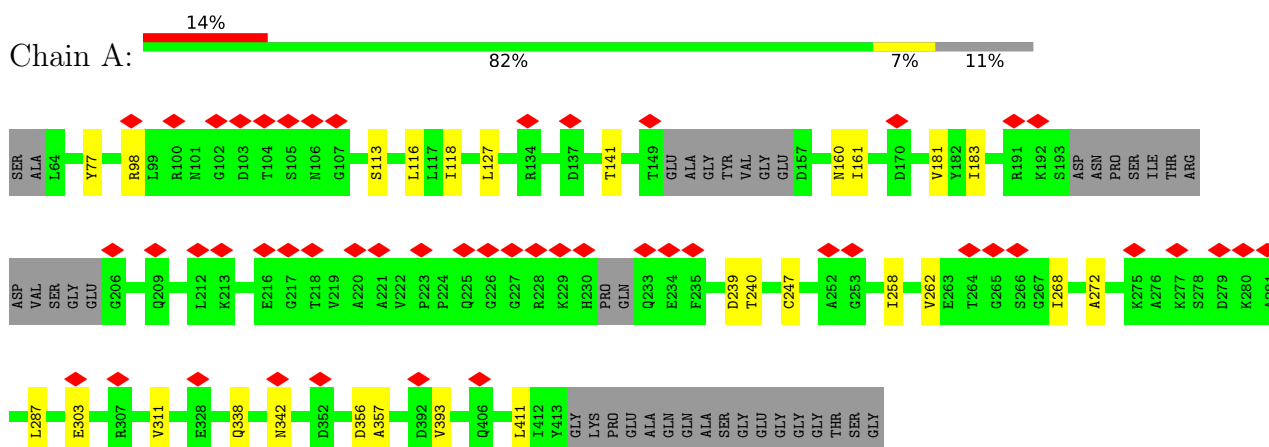 14%
Chain A:
82% 7% 11%
SER ALA L64 Y77 R98 L99 R100 N101 G102 D103 T104 S105 N106 G107 S113 L116 L117 I118 L127 R134 D137 T141 T149 GLU ALA GLY TYR VAL GLY GLU D157 N160 I161 D170 V181 Y182 I183 R191 K192 S193 ASP ASN PRO SER ILE THR ARG
ASP VAL SER GLY GLU G206 Q209 L212 K213 E216 G217 T218 V219 A220 A221 V222 P223 P224 Q225 G226 G227 R228 K229 H230 PRO GLN Q233 E234 F235 D239 T240 C247 A252 G253 I258 V262 E263 T264 G265 S266 G267 I268 A272 K275 A276 K277 S278 D279 K280
L287 E303 R307 V311 E328 Q338 N342 D352 D356 A357 D392 V393 Q406 L411 I412 Y413 GLY LYS PRO GLU ALA GLN GLN ALA SER GLY GLU GLY GLY GLY THR SER GLY